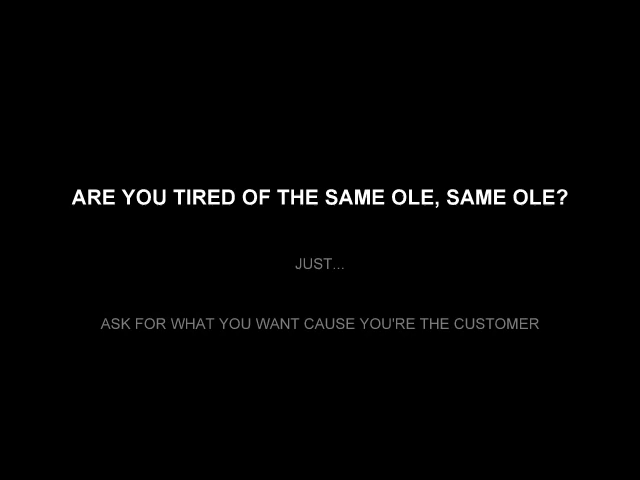 ARE YOU TIRED OF THE SAME OLE, SAME OLE?
JUST...
ASK FOR WHAT YOU WANT CAUSE YOU'RE THE CUSTOMER